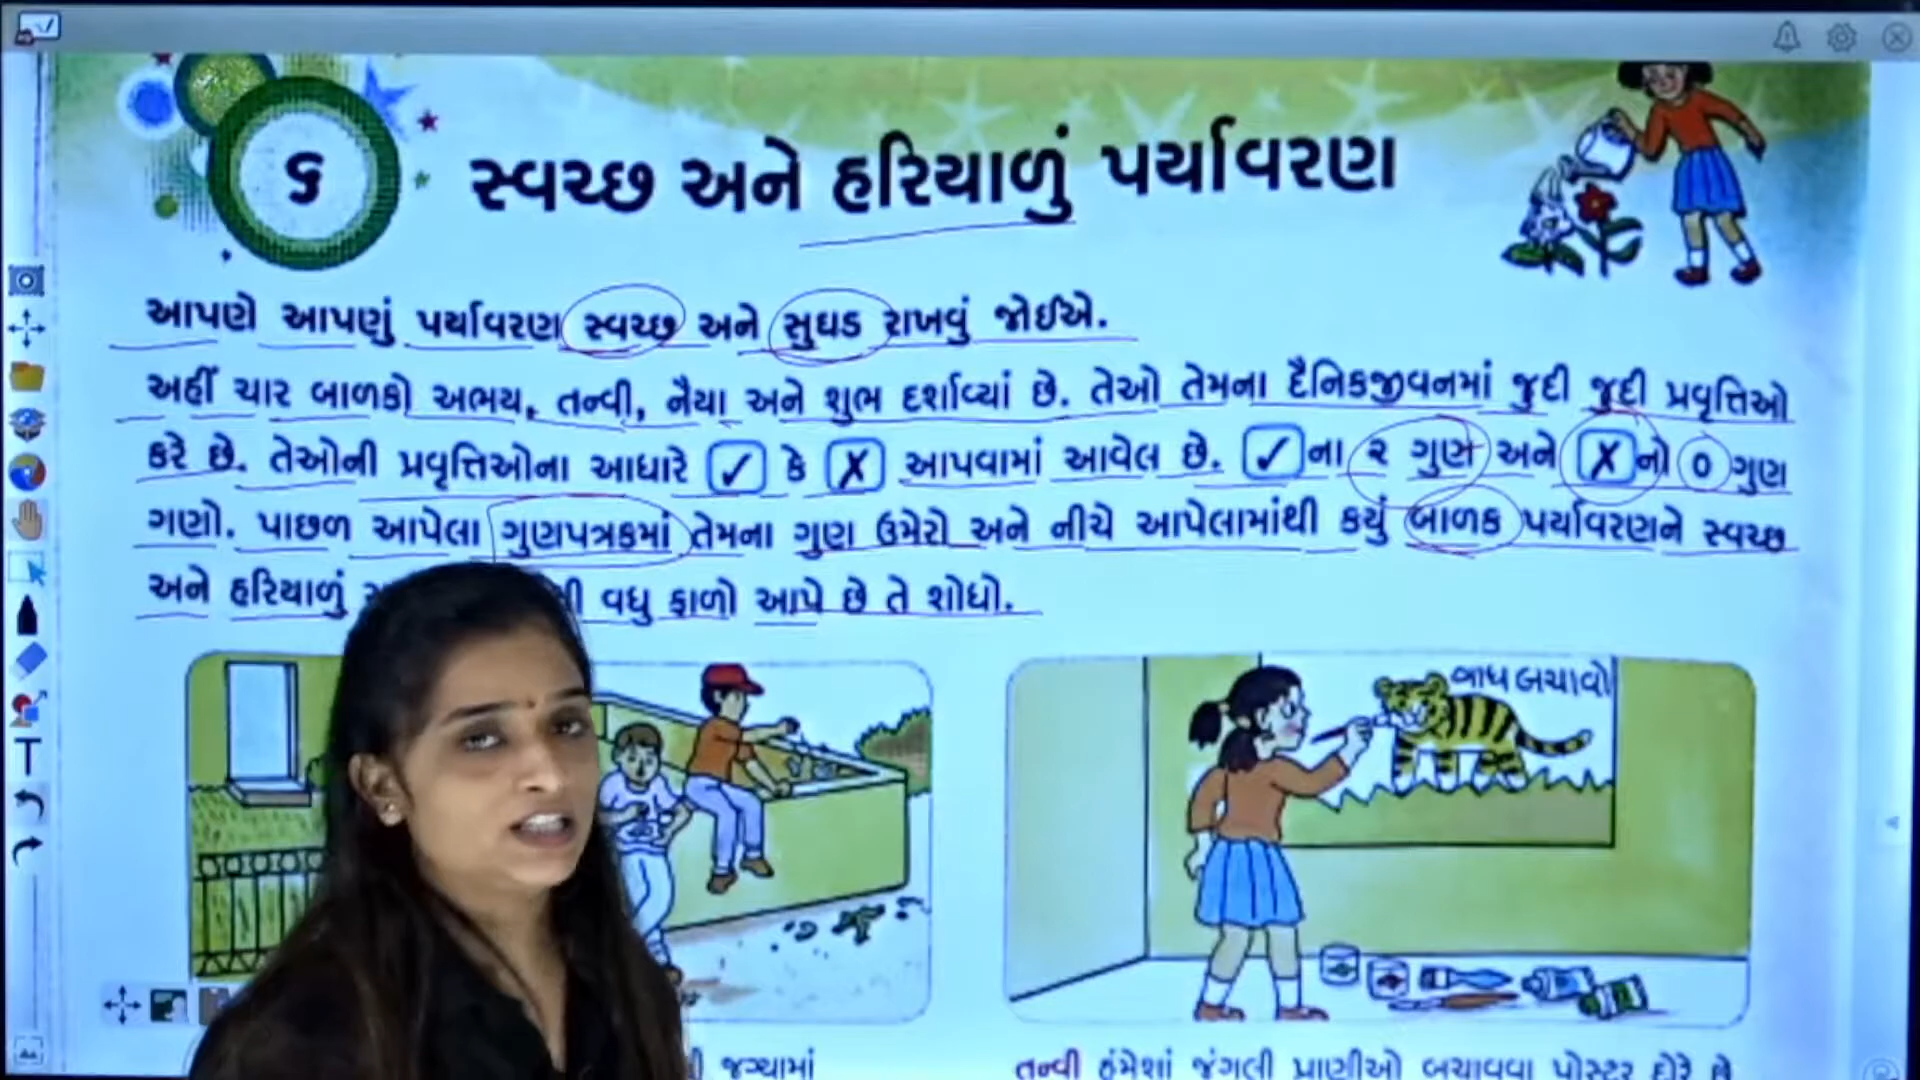 ૬
સ્વચ્છ અને હરિયાળું પર્યાવરણ
આપણે આપણું પર્યાવરણ સ્વચ્છ અને સુઘડ રાખવું જોઈએ.
અહીં ચાર બાળકો અભય, તન્વી, નૈયા અને શુભ દર્શાવ્યાં છે. તેઓ તેમના દૈનિકજીવનમાં જુદી જુદી પ્રવૃત્તિઓ
કરે છે. તેઓની પ્રવૃત્તિઓના આધારે ✓ કે ✗ આપવામાં આવેલ છે. ✓ ના ૨ ગુણ અને ✗ નો ૦ ગુણ
ગણો. પાછળ આપેલા ગુણપત્રકમાં તેમના ગુણ ઉમેરો અને નીચે આપેલામાંથી કયું બાળક પર્યાવરણને સ્વચ્છ
અને હરિયાળું વધુ ફાળો આપે છે તે શોધો.
વાઘ બચાવો
જગ્યામાં
તન્વી હંમેશાં જંગલી પ્રાણીઓ બચાવવા પોસ્ટર દોરે છે
T